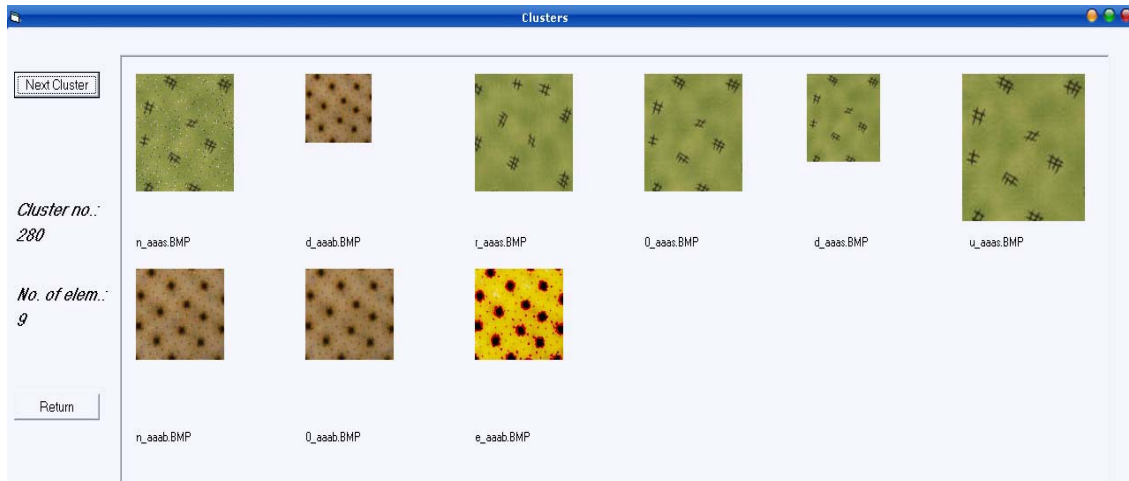 Clusters
Next Cluster
Cluster no.:
280
No. of elem.:
9
Return
n_aaas.BMP
d_aaab.BMP
r_aaas.BMP
0_aaas.BMP
d_aaas.BMP
u_aaas.BMP
n_aaab.BMP
0_aaab.BMP
e_aaab.BMP